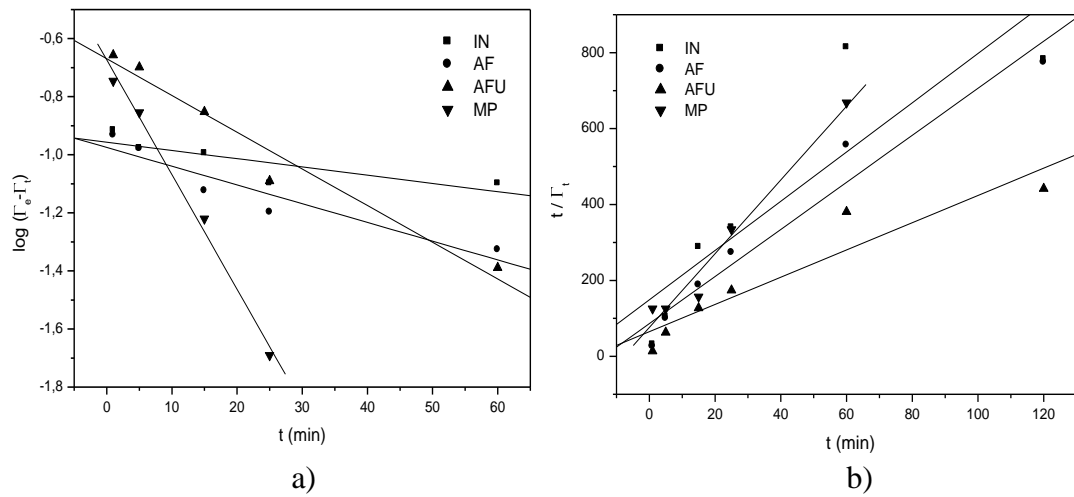 -0,6
-0,8
-1,0
-1,2
-1,4
-1,6
-1,8
0 10 20 30 40 50 60
t (min)
log (Γe-Γt)
IN
AF
AFU
MP
a)
800
600
400
200
0
0 20 40 60 80 100 120
t (min)
t / Γt
IN
AF
AFU
MP
b)